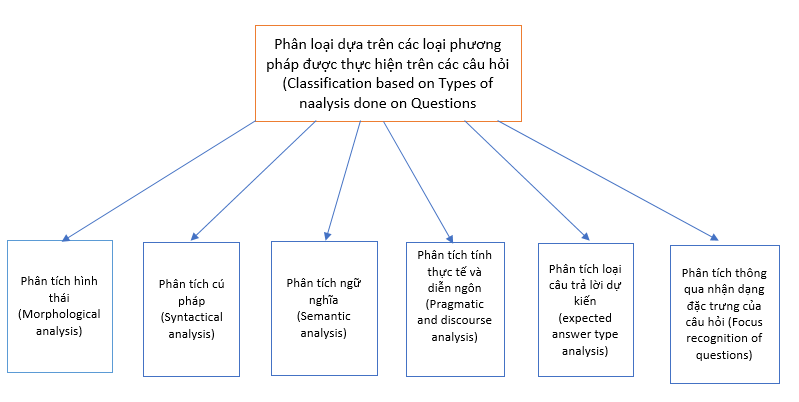 Phân loại dựa trên các loại phương
pháp được thực hiện trên các câu hỏi
(Classification based on Types of
naalysis done on Questions
Phân tích hình
thái
(Morphological
analysis)
Phân tích cú
pháp
(Syntactical
analysis)
Phân tích ngữ
nghĩa
(Semantic
analysis)
Phân tích tính
thực tế và
diễn ngôn
(Pragmatic
and discourse
analysis)
Phân tích loại
câu trả lời dự
kiến
(expected
answer type
analysis)
Phân tích thông
qua nhận dạng
đặc trưng của
câu hỏi (Focus
recognition of
questions)